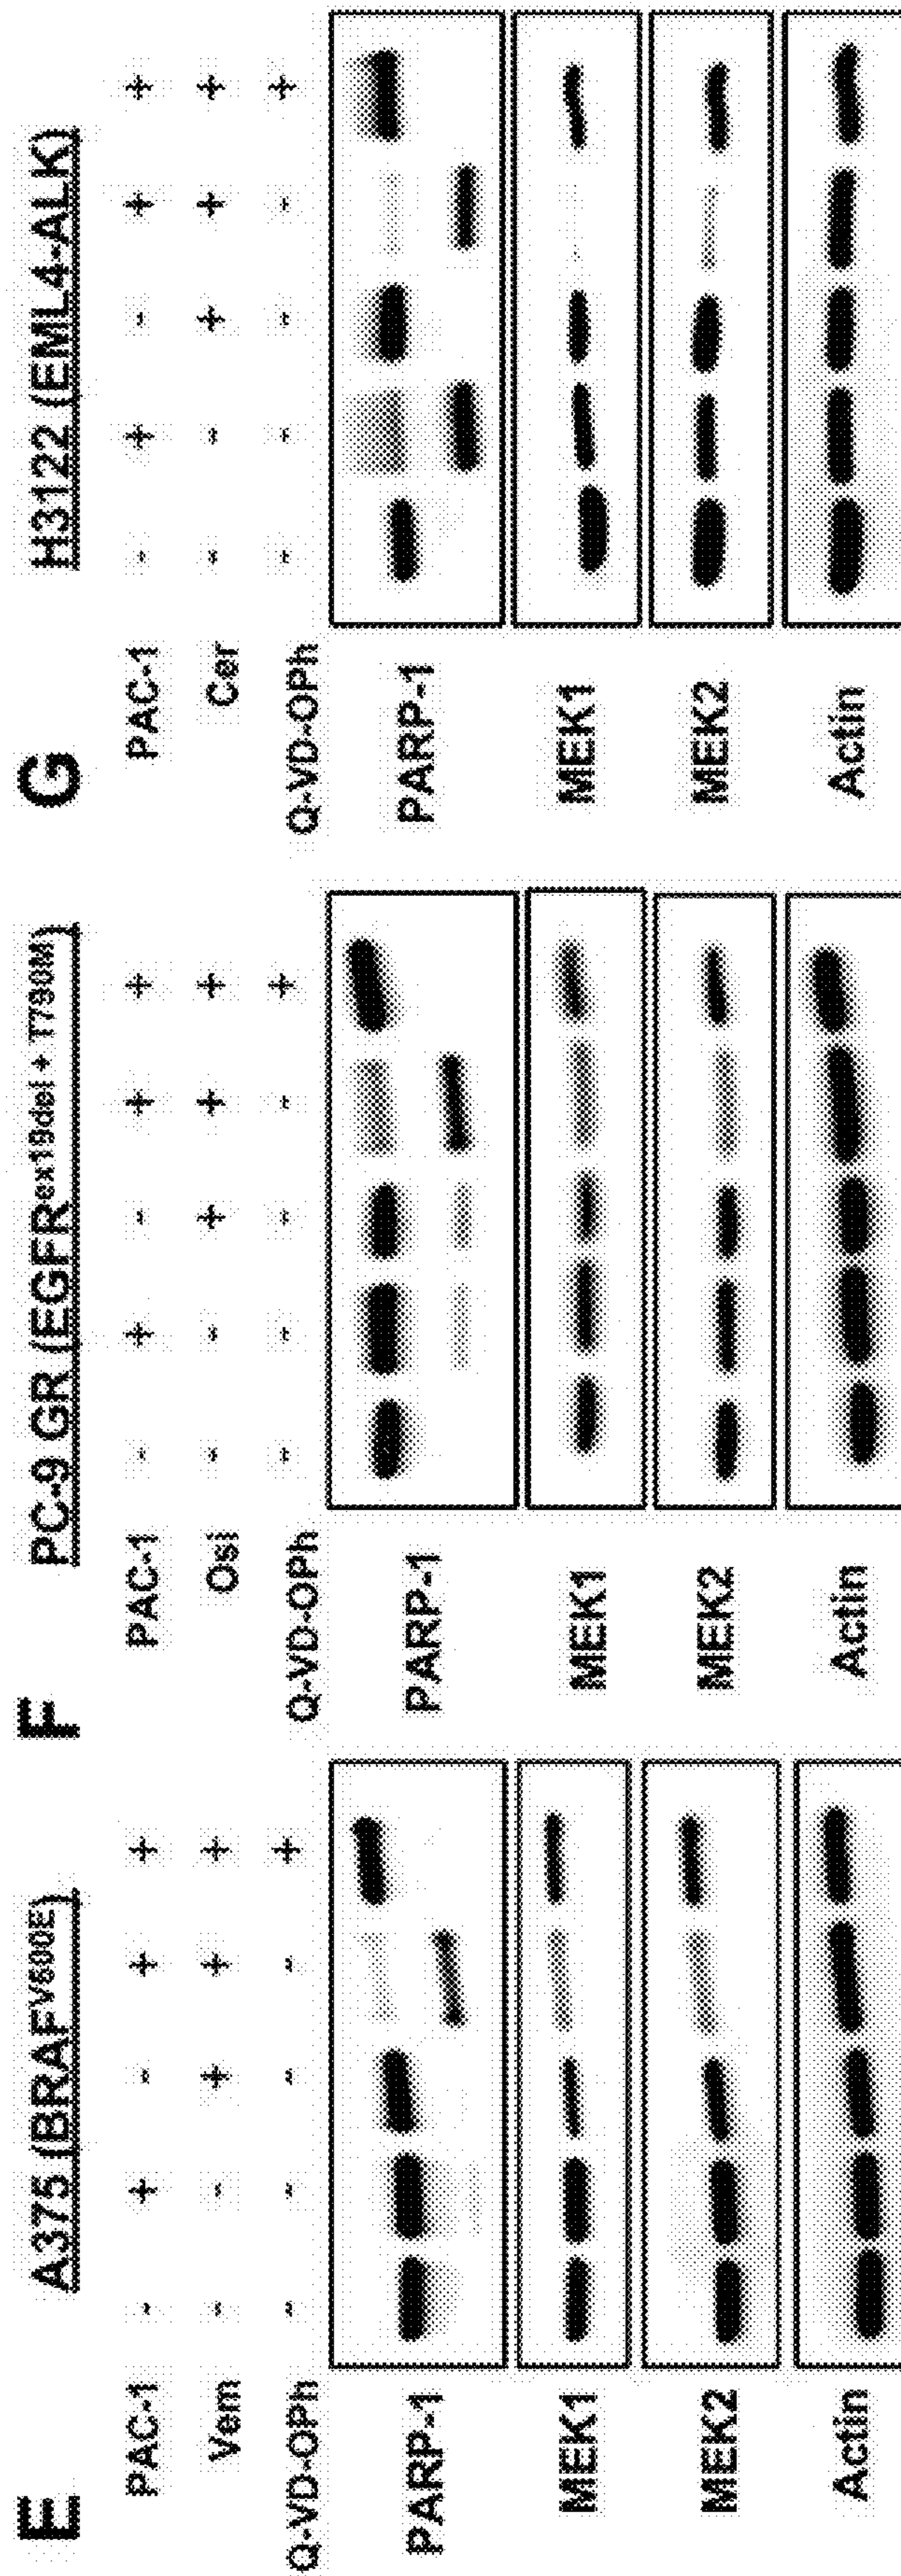 E
A375 (BRAFV600E)
PAC-1 - + - + +
Vem - - + + +
Q-VD-OPh - - - - +
PARP-1
MEK1
MEK2
Actin
F
PC-9 GR (EGFRex19del + T790M)
PAC-1 - + - + +
Osi - - + + +
Q-VD-OPh - - - - +
PARP-1
MEK1
MEK2
Actin
G
H3122 (EML4-ALK)
PAC-1 - + - + +
Cer - - + + +
Q-VD-OPh - - - - +
PARP-1
MEK1
MEK2
Actin